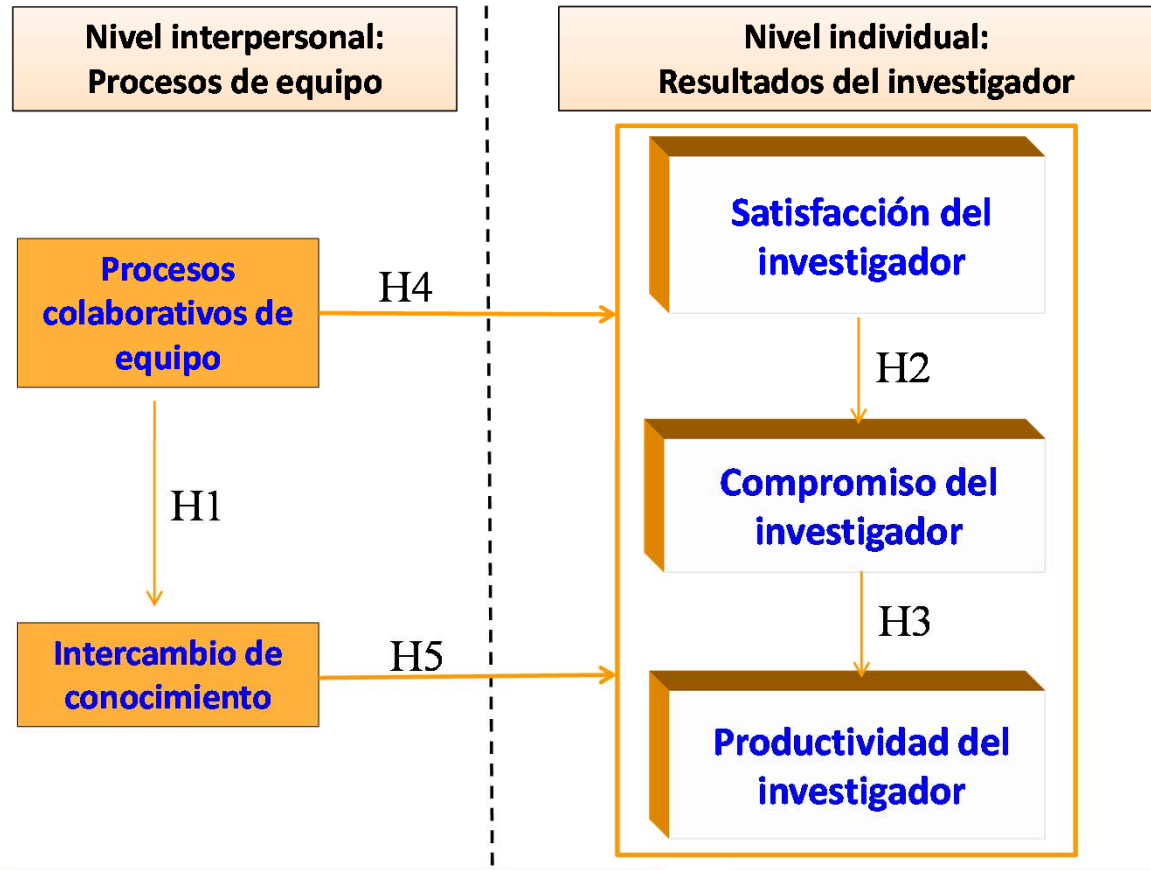 Nivel interpersonal:
Procesos de equipo
Nivel individual:
Resultados del investigador
Satisfacción del
investigador
Procesos
colaborativos de
equipo
H4
H2
Compromiso del
investigador
H1
H3
Intercambio de
conocimiento
H5
Productividad del
investigador